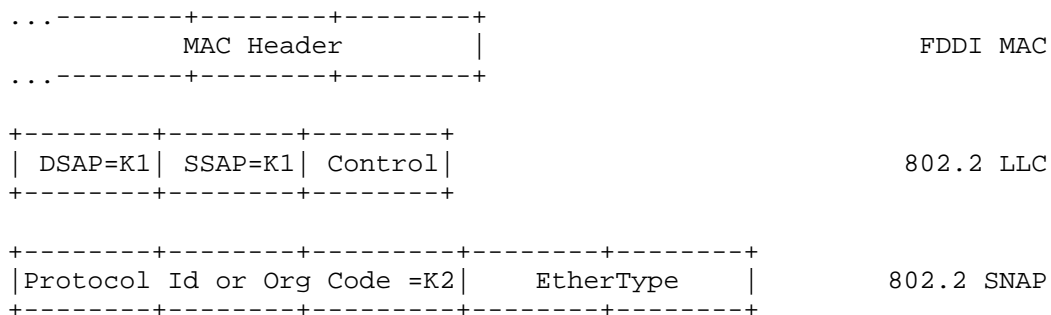 ...--------+--------+--------+
           MAC Header        |                           FDDI MAC
...--------+--------+--------+
+--------+--------+--------+
| DSAP=K1| SSAP=K1| Control|                            802.2 LLC
+--------+--------+--------+
+--------+--------+---------+--------+--------+
|Protocol Id or Org Code =K2|    EtherType    |        802.2 SNAP
+--------+--------+---------+--------+--------+